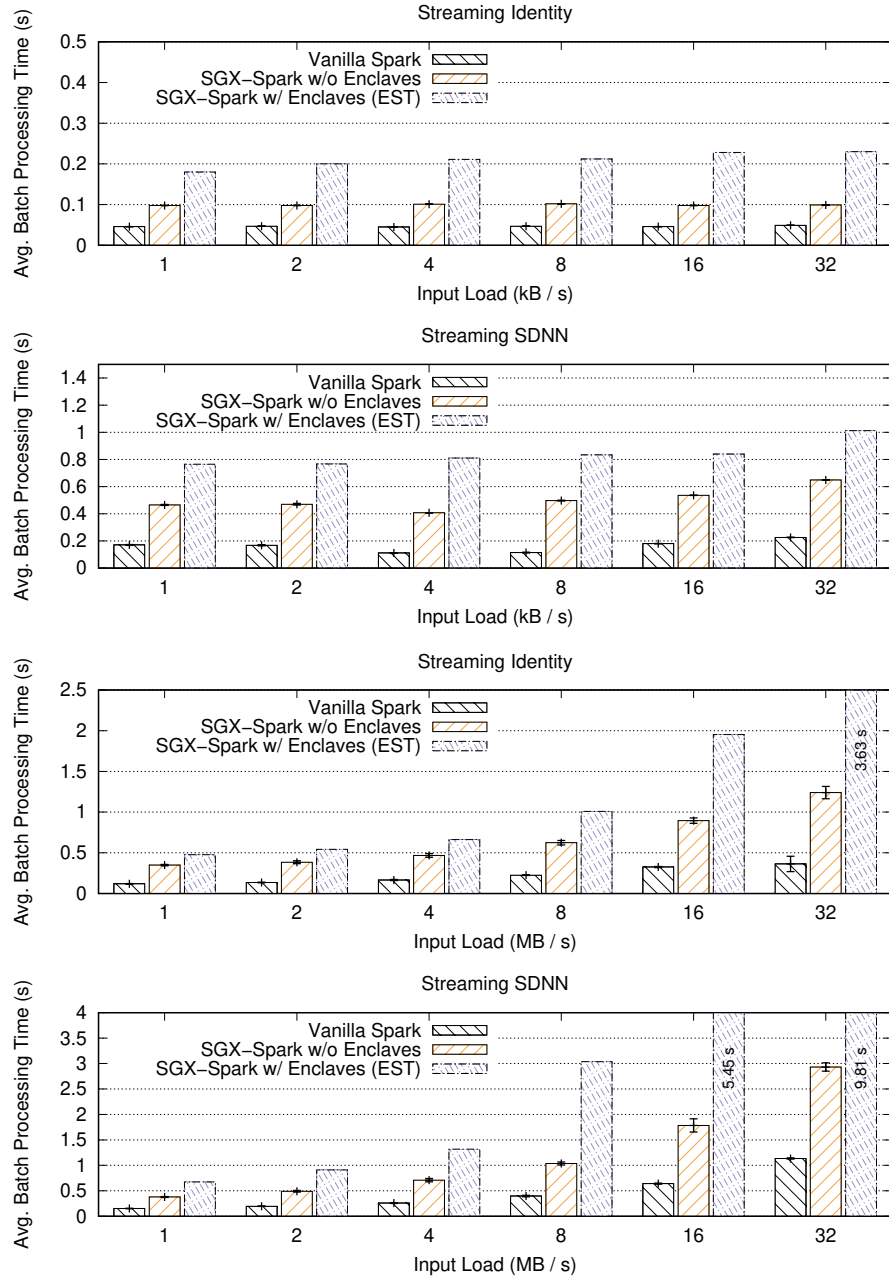 Streaming Identity
Avg. Batch Processing Time (s)
0.5
0.4
0.3
0.2
0.1
0
Vanilla Spark
SGX−Spark w/o Enclaves
SGX−Spark w/ Enclaves (EST)
1 2 4 8 16 32
Input Load (kB / s)
Streaming SDNN
Avg. Batch Processing Time (s)
1.4
1.2
1
0.8
0.6
0.4
0.2
0
Vanilla Spark
SGX−Spark w/o Enclaves
SGX−Spark w/ Enclaves (EST)
1 2 4 8 16 32
Input Load (kB / s)
Streaming Identity
Avg. Batch Processing Time (s)
2.5
2
1.5
1
0.5
0
Vanilla Spark
SGX−Spark w/o Enclaves
SGX−Spark w/ Enclaves (EST)
3.63 s
1 2 4 8 16 32
Input Load (MB / s)
Streaming SDNN
Avg. Batch Processing Time (s)
4
3.5
3
2.5
2
1.5
1
0.5
0
Vanilla Spark
SGX−Spark w/o Enclaves
SGX−Spark w/ Enclaves (EST)
5.45 s
9.81 s
1 2 4 8 16 32
Input Load (MB / s)